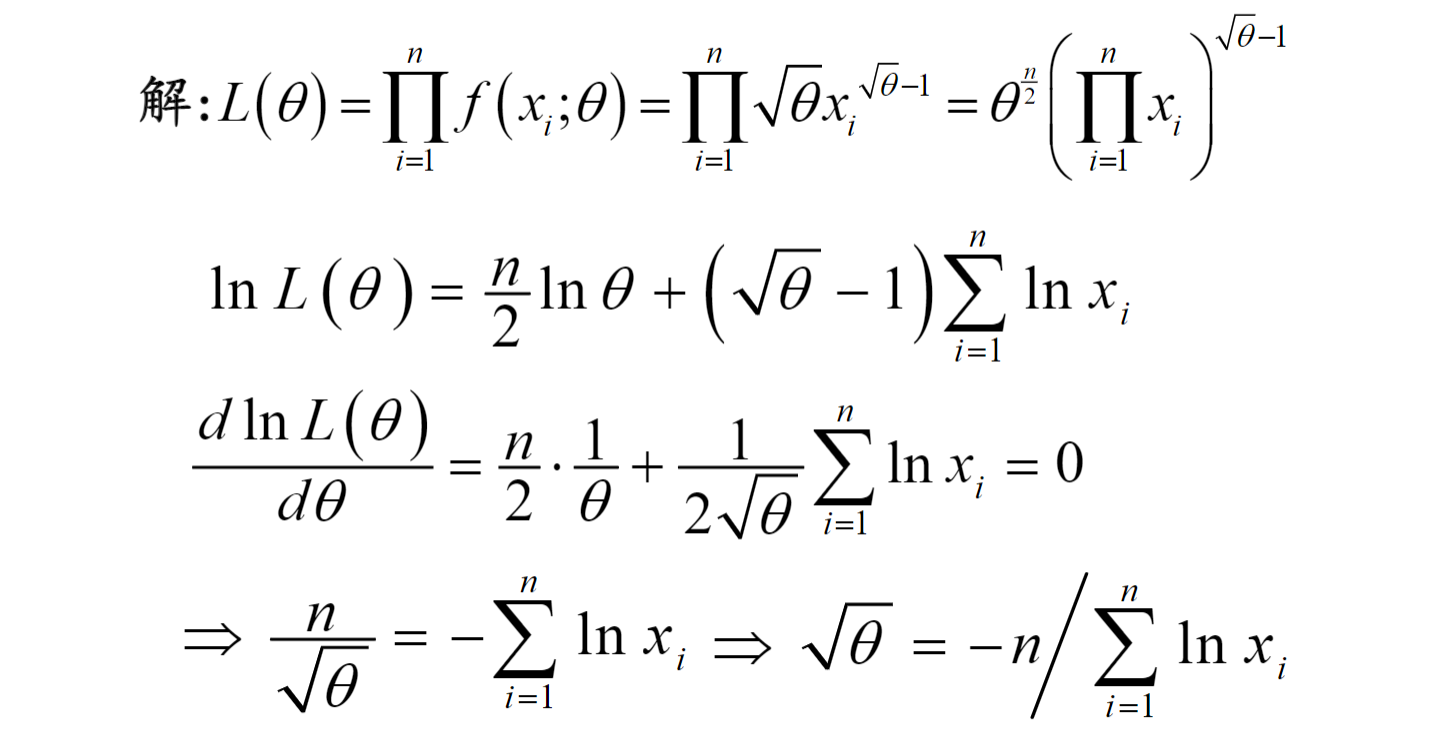 解: L(θ) = ∏_{i=1}^{n} f(x_i;θ) = ∏_{i=1}^{n} √θ x_i^{√θ−1} = θ^{n/2} (∏_{i=1}^{n} x_i)^{√θ−1}
ln L(θ) = n/2 ln θ + (√θ − 1) ∑_{i=1}^{n} ln x_i
d ln L(θ)/dθ = n/2 · 1/θ + 1/(2√θ) ∑_{i=1}^{n} ln x_i = 0
⇒ n/√θ = −∑_{i=1}^{n} ln x_i ⇒ √θ = −n/∑_{i=1}^{n} ln x_i